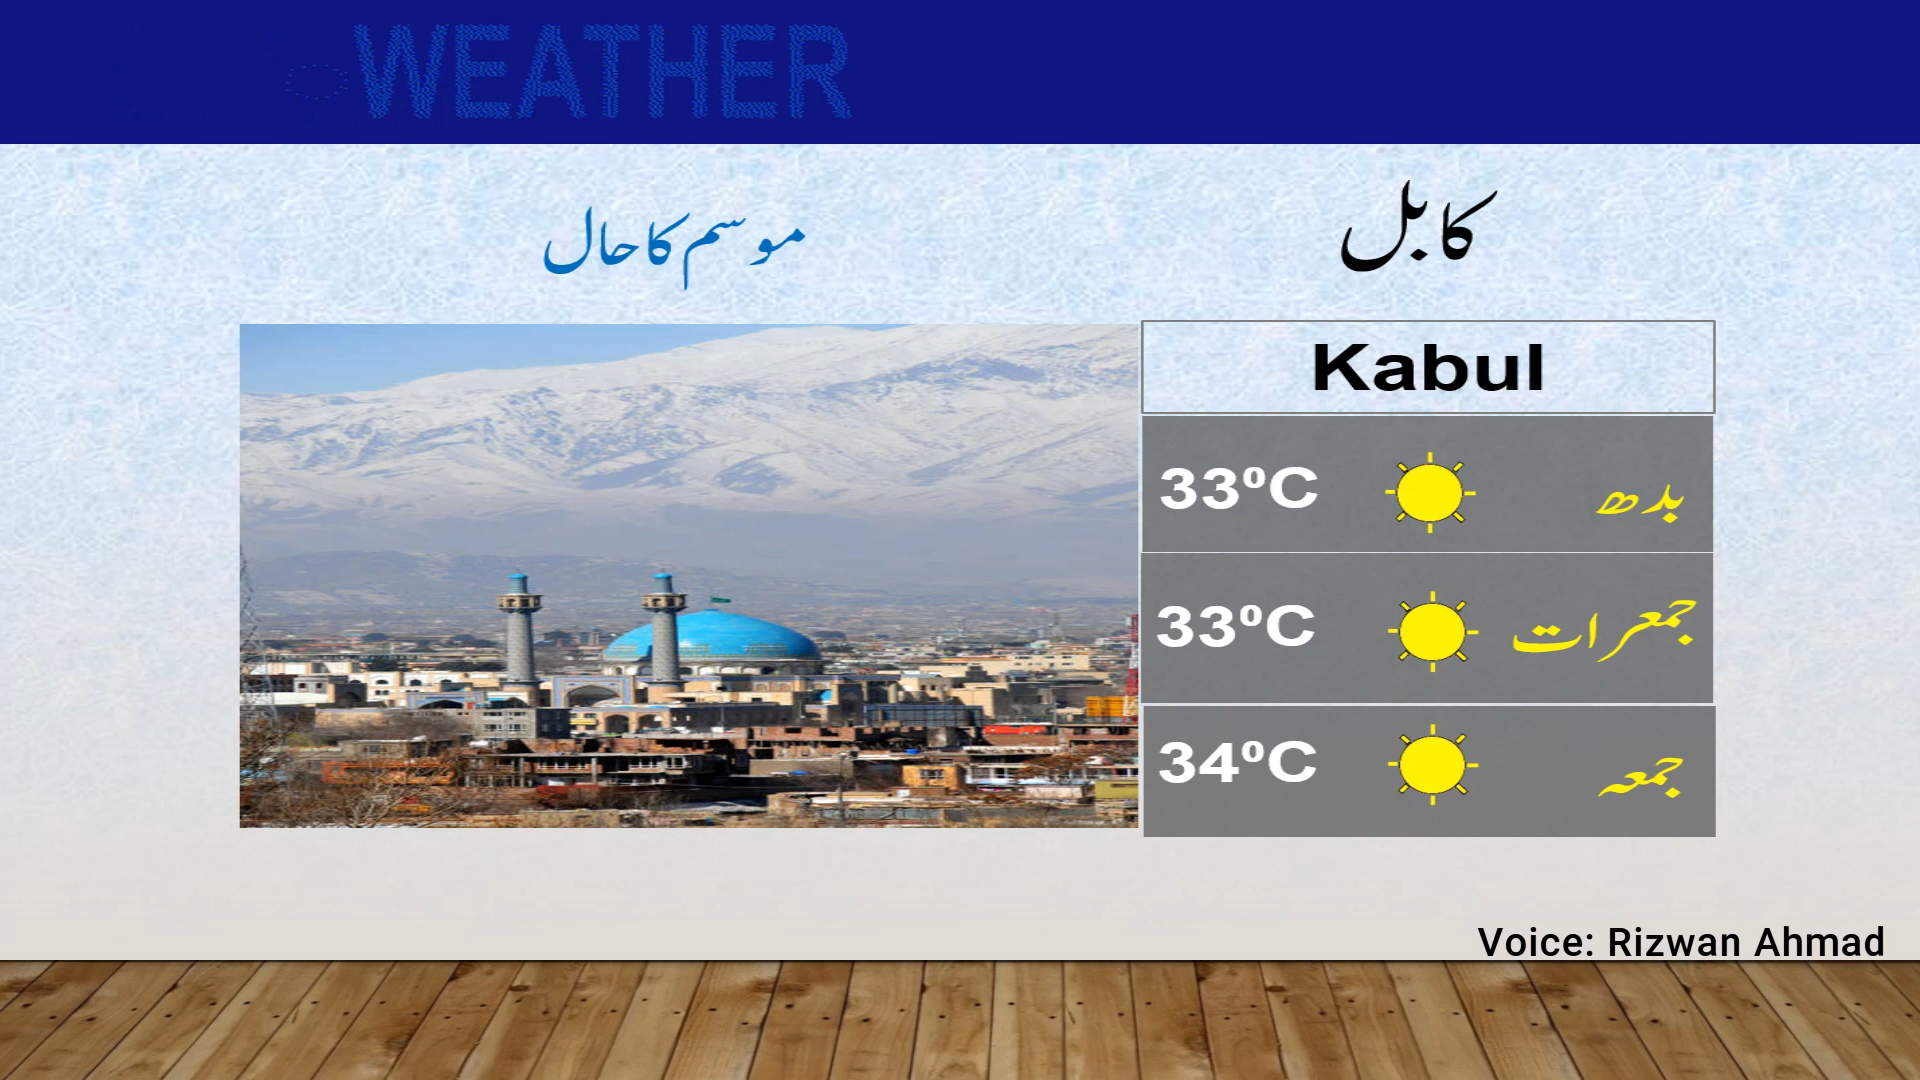 WEATHER
موسم کا حال
کابل
Kabul
33ºC بدھ
33ºC جمعرات
34ºC جمعہ
Voice: Rizwan Ahmad